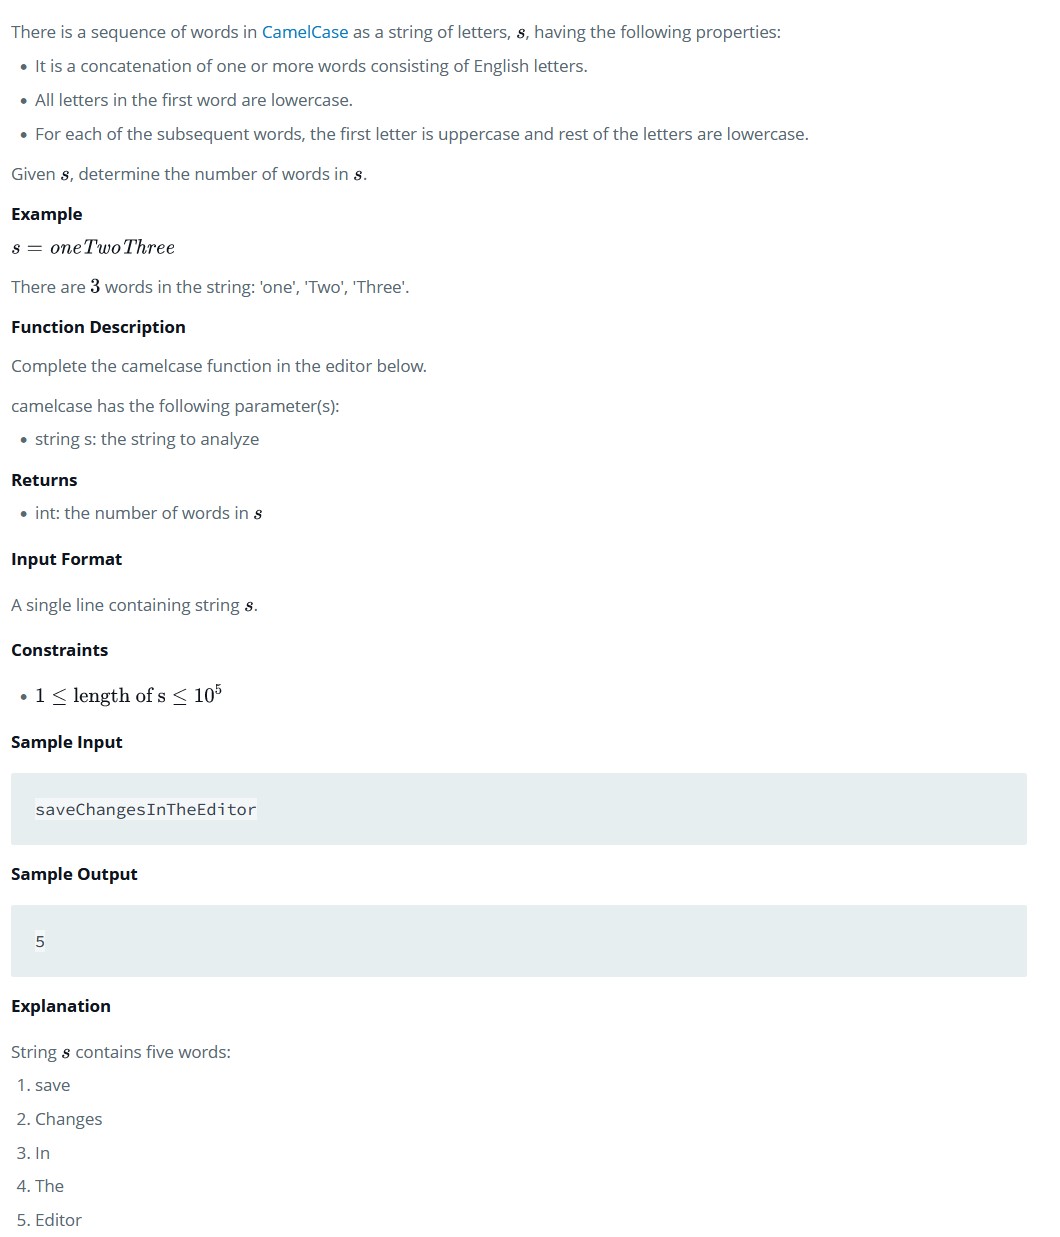 There is a sequence of words in CamelCase as a string of letters, s, having the following properties:
• It is a concatenation of one or more words consisting of English letters.
• All letters in the first word are lowercase.
• For each of the subsequent words, the first letter is uppercase and rest of the letters are lowercase.
Given s, determine the number of words in s.
Example
s = oneTwoThree
There are 3 words in the string: 'one', 'Two', 'Three'.
Function Description
Complete the camelcase function in the editor below.
camelcase has the following parameter(s):
• string s: the string to analyze
Returns
• int: the number of words in s
Input Format
A single line containing string s.
Constraints
• 1 ≤ length of s ≤ 10⁵
Sample Input
saveChangesInTheEditor
Sample Output
5
Explanation
String s contains five words:
1. save
2. Changes
3. In
4. The
5. Editor